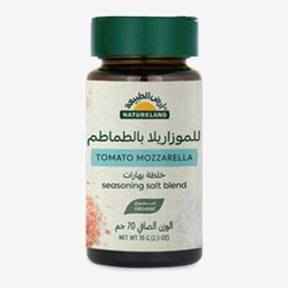 أرض الطبيعة
NATURELAND
للموزاريلا بالطماطم
TOMATO MOZZARELLA
خلطة بهارات
seasoning salt blend
عضوي
ORGANIC
الوزن الصافي 70 جم
NET WT 70 G (2.5 OZ)